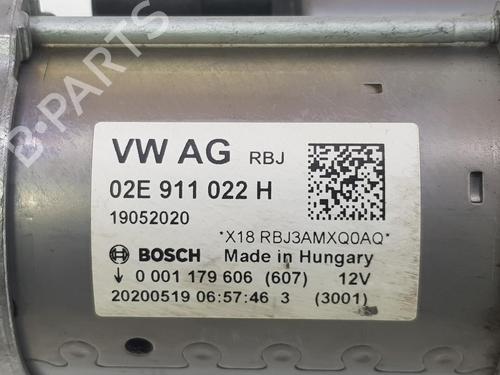 B-PARTS
VW AG RBJ
02E 911 022 H
19052020
*X18 RBJ3AMXQ0AQ*
BOSCH Made in Hungary
↓ 0 001 179 606 (607) 12V
20200519 06:57:46 3 (3001)